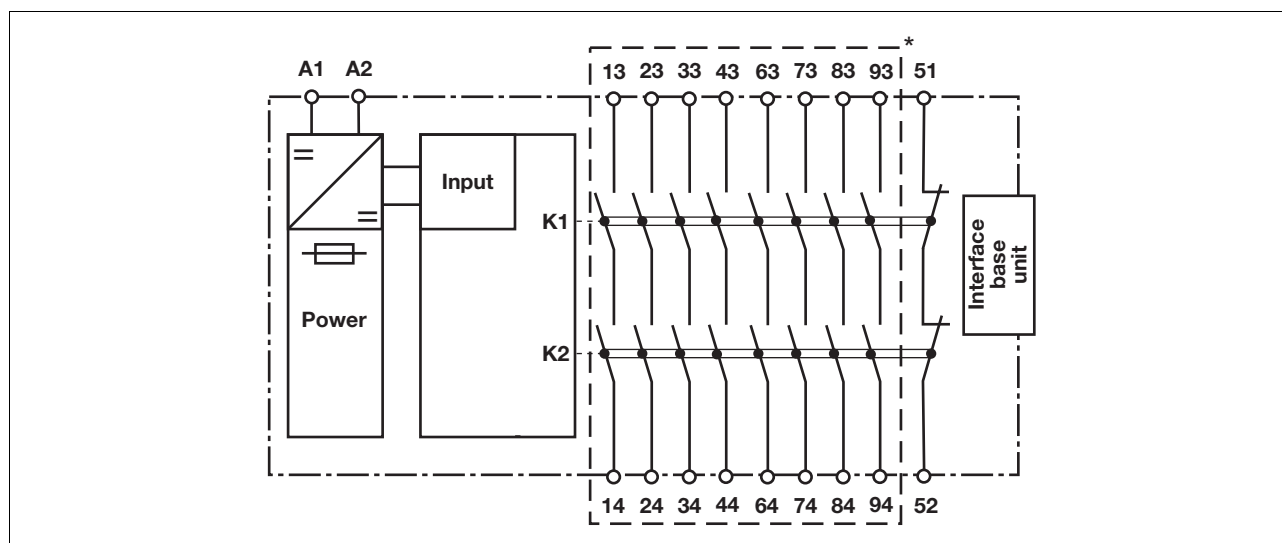 *
A1 A2 13 23 33 43 63 73 83 93 51
Input
K1
Interface
base
unit
Power
K2
14 24 34 44 64 74 84 94 52